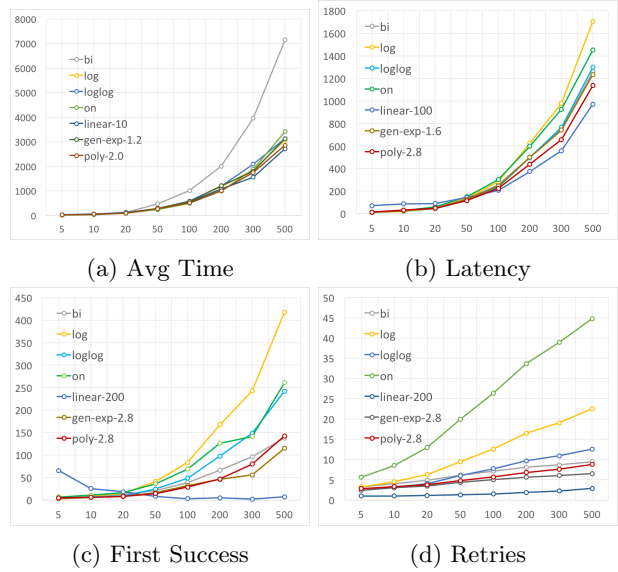 8000
7000
6000
5000
4000
3000
2000
1000
0
bi
log
loglog
on
linear-10
gen-exp-1.2
poly-2.0
5 10 20 50 100 200 300 500
(a) Avg Time
1800
1600
1400
1200
1000
800
600
400
200
0
bi
log
loglog
on
linear-100
gen-exp-1.6
poly-2.8
5 10 20 50 100 200 300 500
(b) Latency
450
400
350
300
250
200
150
100
50
0
bi
log
loglog
on
linear-200
gen-exp-2.8
poly-2.8
5 10 20 50 100 200 300 500
(c) First Success
50
45
40
35
30
25
20
15
10
5
0
bi
log
loglog
on
linear-200
gen-exp-2.8
poly-2.8
5 10 20 50 100 200 300 500
(d) Retries